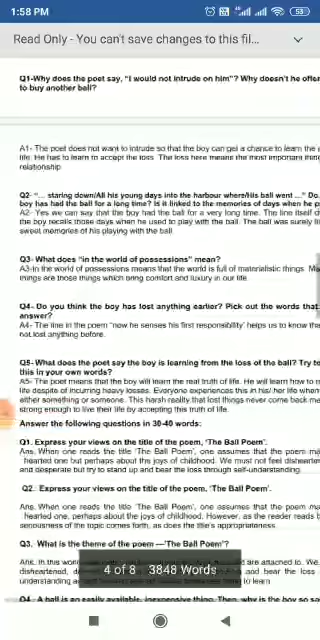 1:58 PM
58
Read Only - You can't save changes to this fil...
Q1-Why does the poet say, "I would not intrude on him"? Why doesn't he offer
to buy another ball?
A1- The poet does not want to intrude so that the boy can get a chance to learn the
life. He has to learn to accept the loss. The loss here means the most important thing
relationship
Q2- "... staring down/All his young days into the harbour where/His ball went ..." Do
boy has had the ball for a long time? Is it linked to the memories of days when he p
A2- Yes we can say that the boy had the ball for a very long time. The line itself
the boy recalls those days when he used to play with the ball. The ball was surely
sweet memories of his playing with the ball
Q3- What does "in the world of possessions" mean?
A3-In the world of possessions means that the world is full of materialistic things.
things are those things which bring comfort and luxury in our life.
Q4- Do you think the boy has lost anything earlier? Pick out the words that
answer?
A4- The line in the poem "now he senses his first responsibility" helps us to know
not lost anything before.
Q5- What does the poet say the boy is learning from the loss of the ball? Try to
this in your own words?
A5- The poet means that the boy will learn the real truth of life. He will learn how to
life despite of incurring heavy losses. Everyone experiences this in his/ her life when
either something or someone. This harsh reality that lost things never come back
strong enough to live their life by accepting this truth of life.
Answer the following questions in 30-40 words:
Q1. Express your views on the title of the poem, 'The Ball Poem'.
Ans. When one reads the title 'The Ball Poem', one assumes that the poem
hearted one but perhaps about the joys of childhood. We must not feel
and desperate but try to stand up and bear the loss through self-understanding.
Q2. Express your views on the title of the poem, 'The Ball Poem'.
Ans. When one reads the title 'The Ball Poem', one assumes that the poem
hearted one, perhaps about the joys of childhood. However, as the reader reads
seriousness of the topic comes forth, as does the title's appropriateness.
Q3. What is the theme of the poem —'The Ball Poem'?
Ans. In this are attached to. We
and bear the loss
understanding to learn
4 of 8 3848 Words
Q4. A ball is an easily available, inexpensive thing. Then, why is the boy so